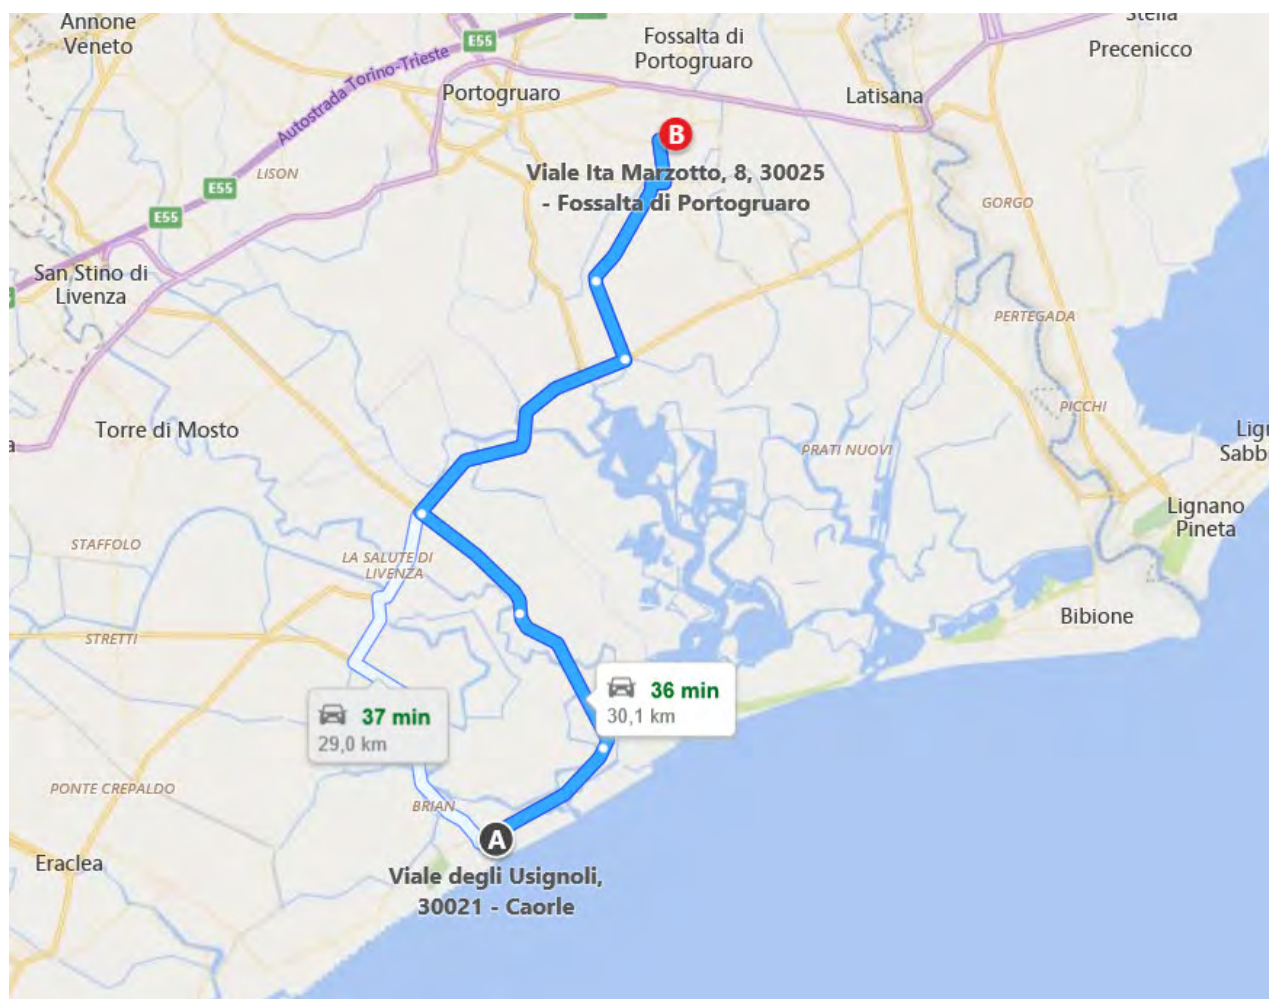 Annone
Veneto
Stella
Precenicco
E55
Fossalta di
Portogruaro
Autostrada Torino-Trieste
Portogruaro
Latisana
B
LISON
Viale Ita Marzotto, 8, 30025
- Fossalta di Portogruaro
E55
E55
GORGO
San Stino di
Livenza
PERTEGADA
PICCHI
Torre di Mosto
PRATI NUOVI
Lignano
Pineta
STAFFOLO
LA SALUTE DI
LIVENZA
Bibione
STRETTI
36 min
30,1 km
37 min
29,0 km
PONTE CREPALDO
BRIAN
A
Eraclea
Viale degli Usignoli,
30021 - Caorle